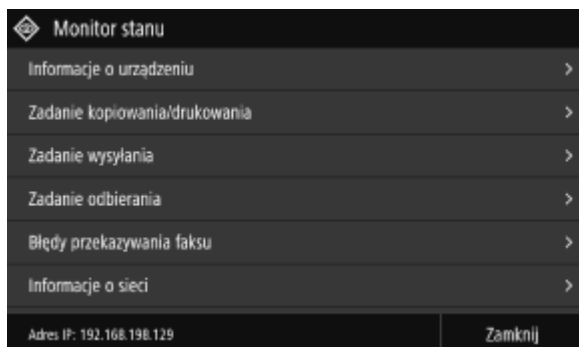 Monitor stanu
Informacje o urządzeniu
Zadanie kopiowania/drukowania
Zadanie wysyłania
Zadanie odbierania
Błędy przekazywania faksu
Informacje o sieci
Adres IP: 192.168.198.129
Zamknij